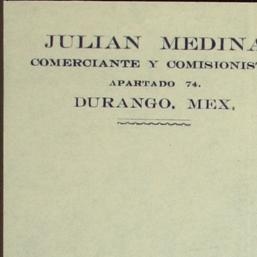 JULIAN MEDINA
COMERCIANTE Y COMISIONIST
APARTADO 74.
DURANGO, MEX.